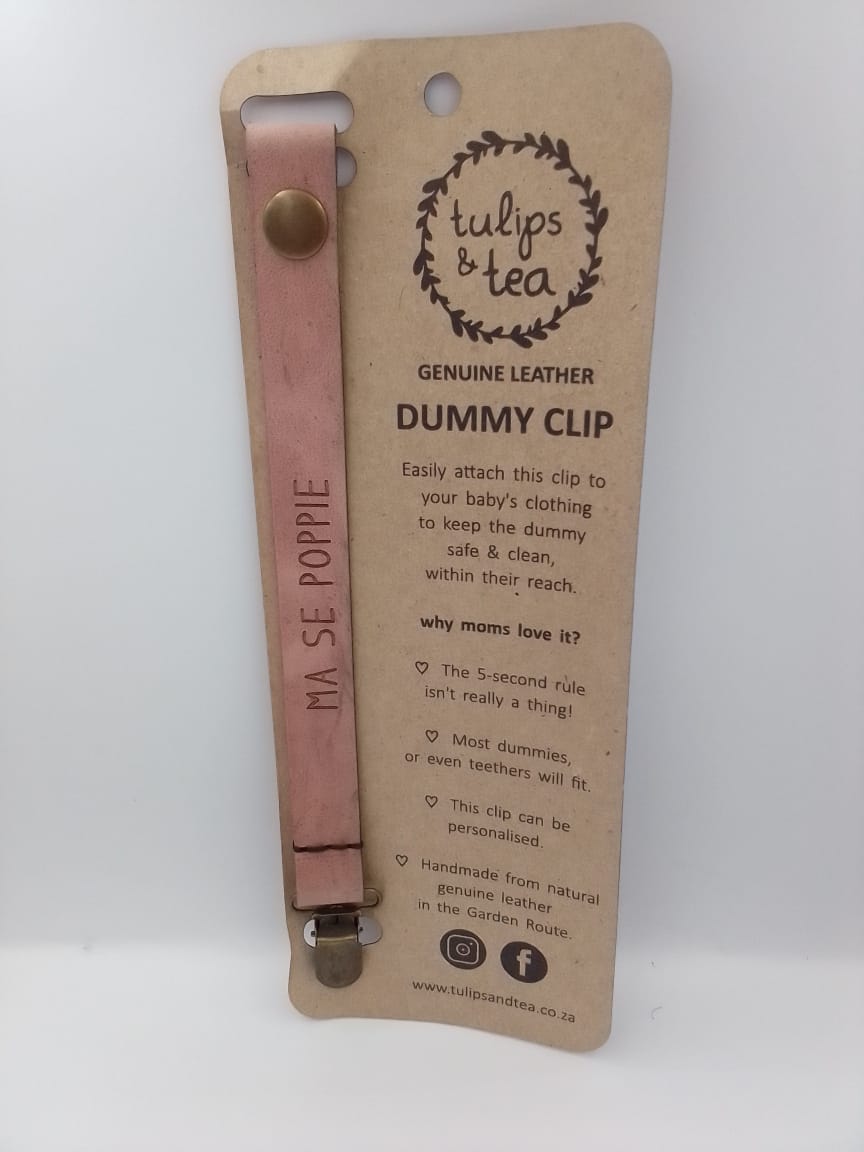 tulips
& tea
GENUINE LEATHER
DUMMY CLIP
Easily attach this clip to
your baby's clothing
to keep the dummy
safe & clean,
within their reach.
why moms love it?
♡ The 5-second rule
isn't really a thing!
♡ Most dummies,
or even teethers will fit.
♡ This clip can be
personalised.
♡ Handmade from natural
genuine leather
in the Garden Route.
www.tulipsandtea.co.za
MA SE POPPIE